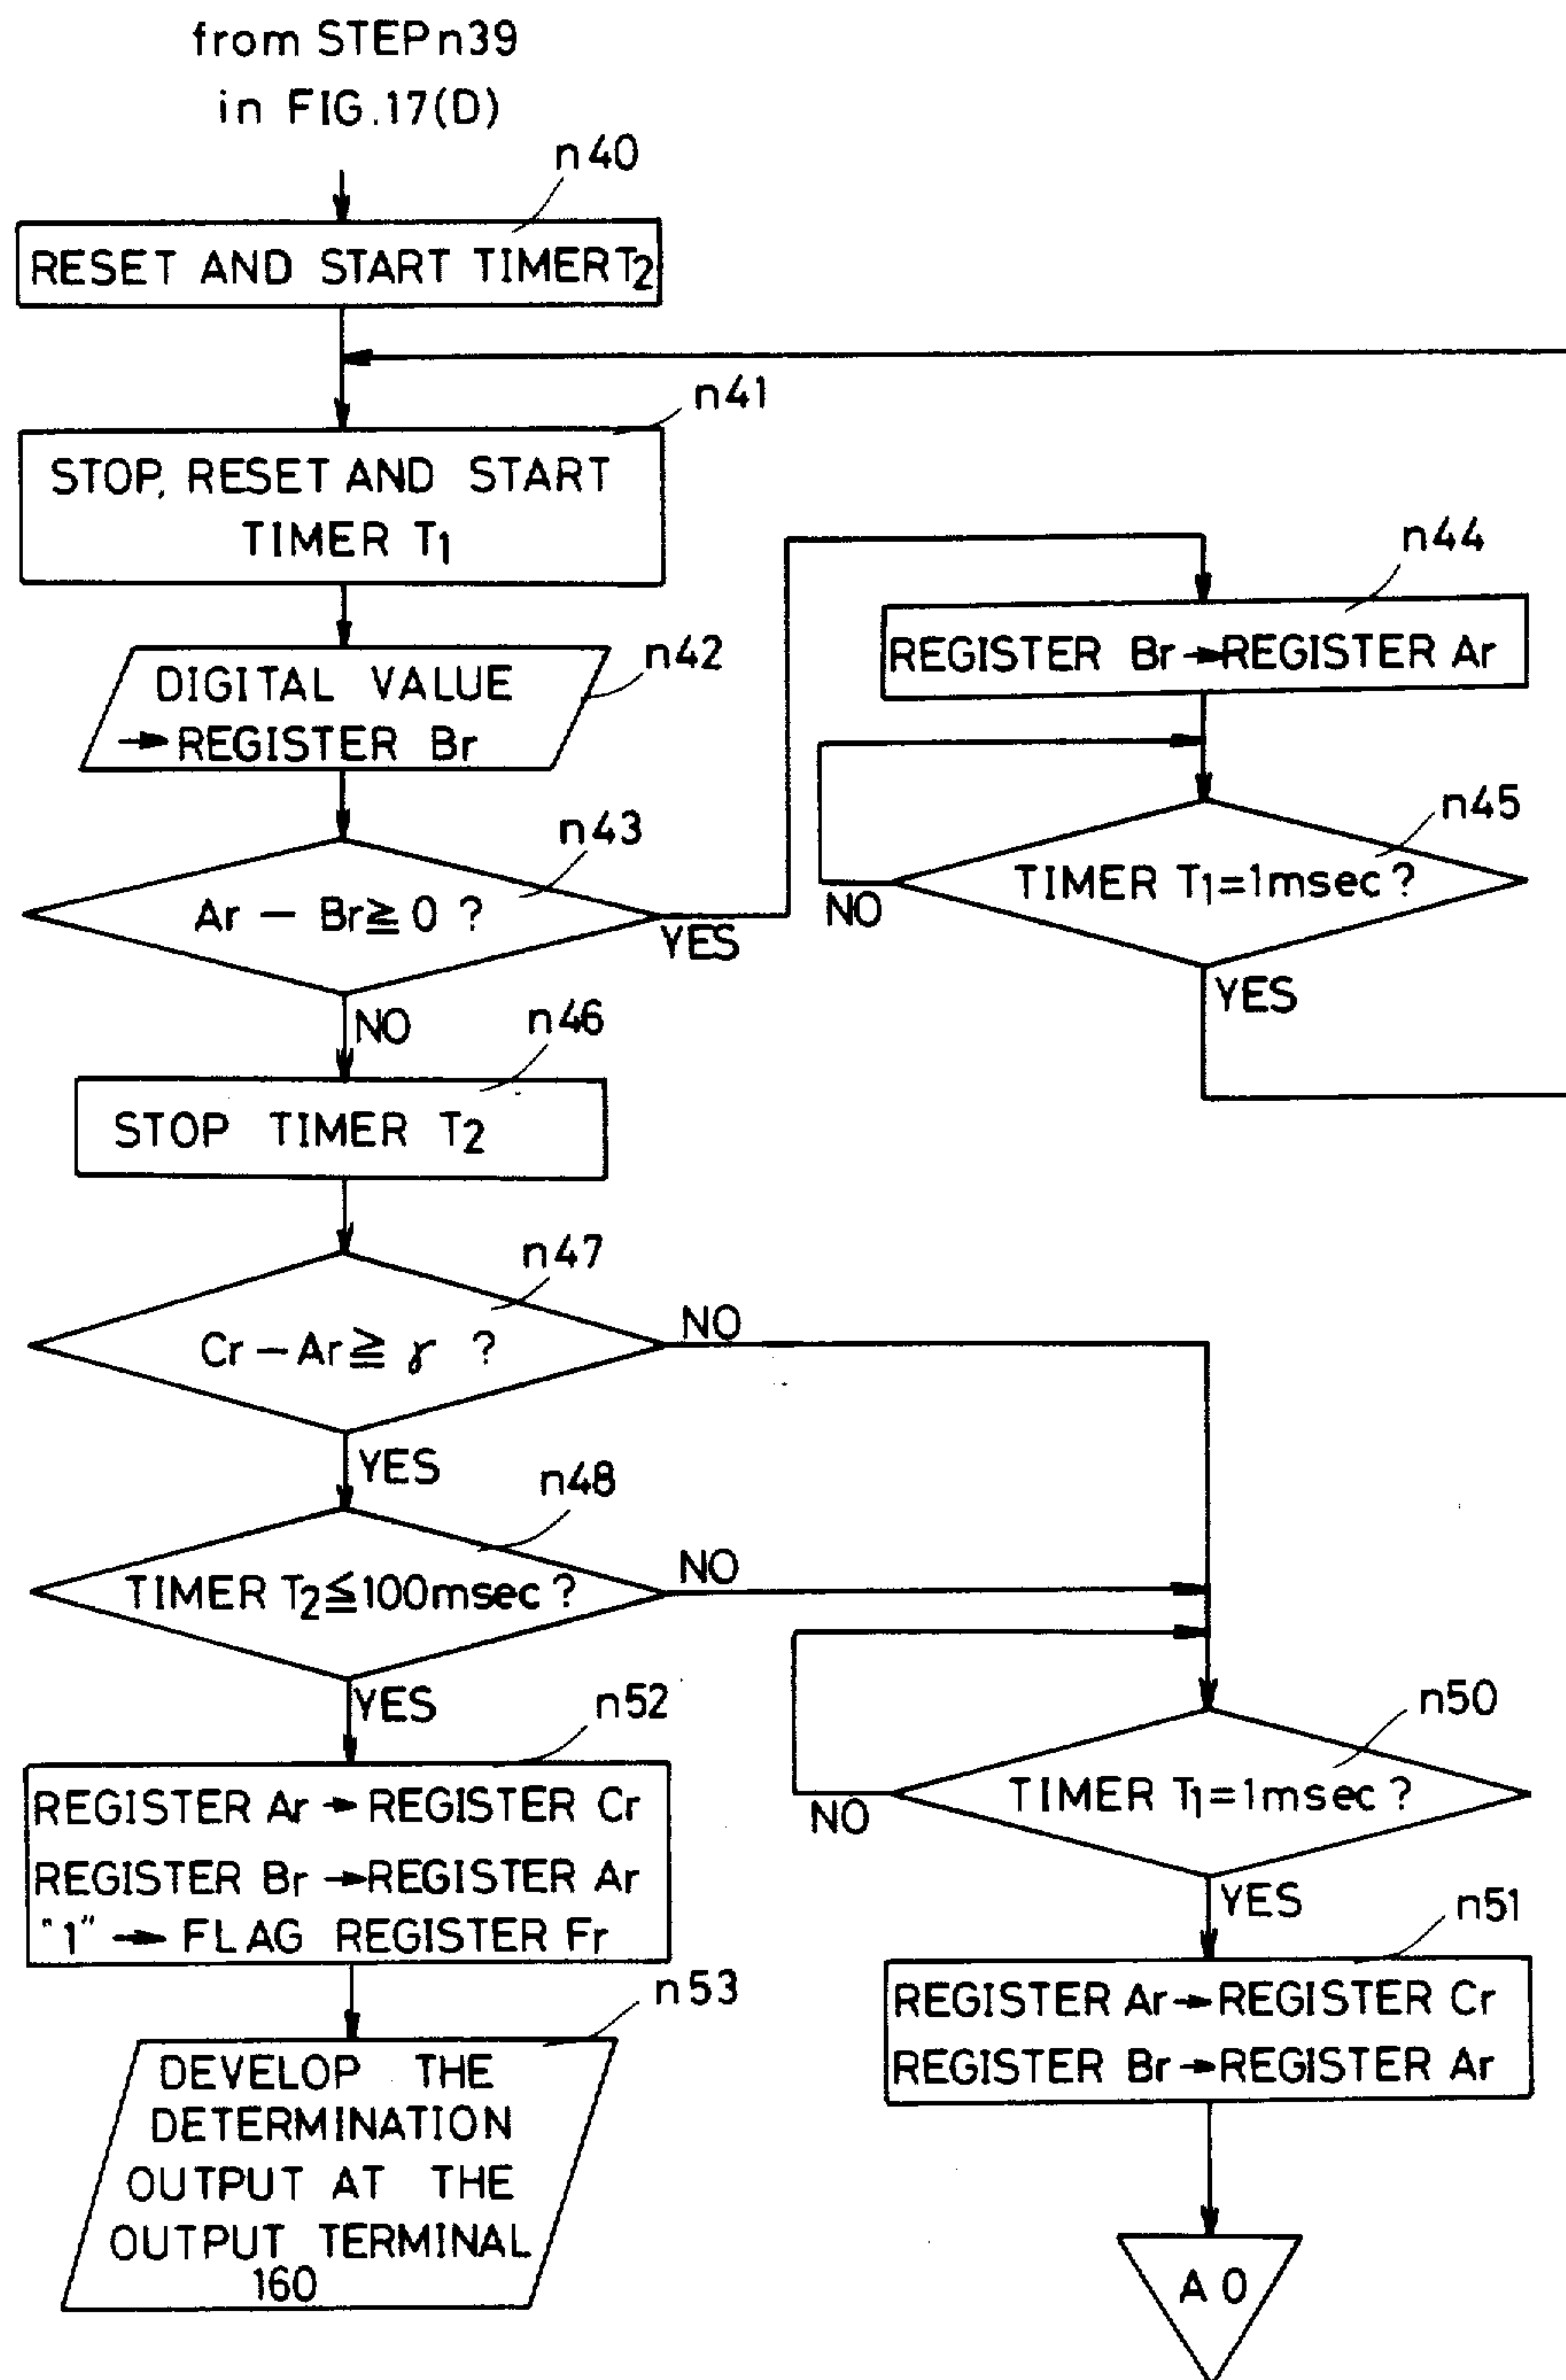 from STEP n39
in FIG.17(D)
n40
RESET AND START TIMER T2
n41
STOP, RESET AND START
TIMER T1
n42
DIGITAL VALUE
→ REGISTER Br
n43
Ar − Br ≧ 0 ?
YES
NO
n44
REGISTER Br → REGISTER Ar
n45
TIMER T1 = 1msec ?
NO
YES
n46
STOP TIMER T2
n47
Cr − Ar ≧ γ ?
NO
YES
n48
TIMER T2 ≦ 100msec ?
NO
YES
n50
TIMER T1 = 1msec ?
NO
YES
n51
REGISTER Ar → REGISTER Cr
REGISTER Br → REGISTER Ar
A0
n52
REGISTER Ar → REGISTER Cr
REGISTER Br → REGISTER Ar
"1" → FLAG REGISTER Fr
n53
DEVELOP THE
DETERMINATION
OUTPUT AT THE
OUTPUT TERMINAL
160